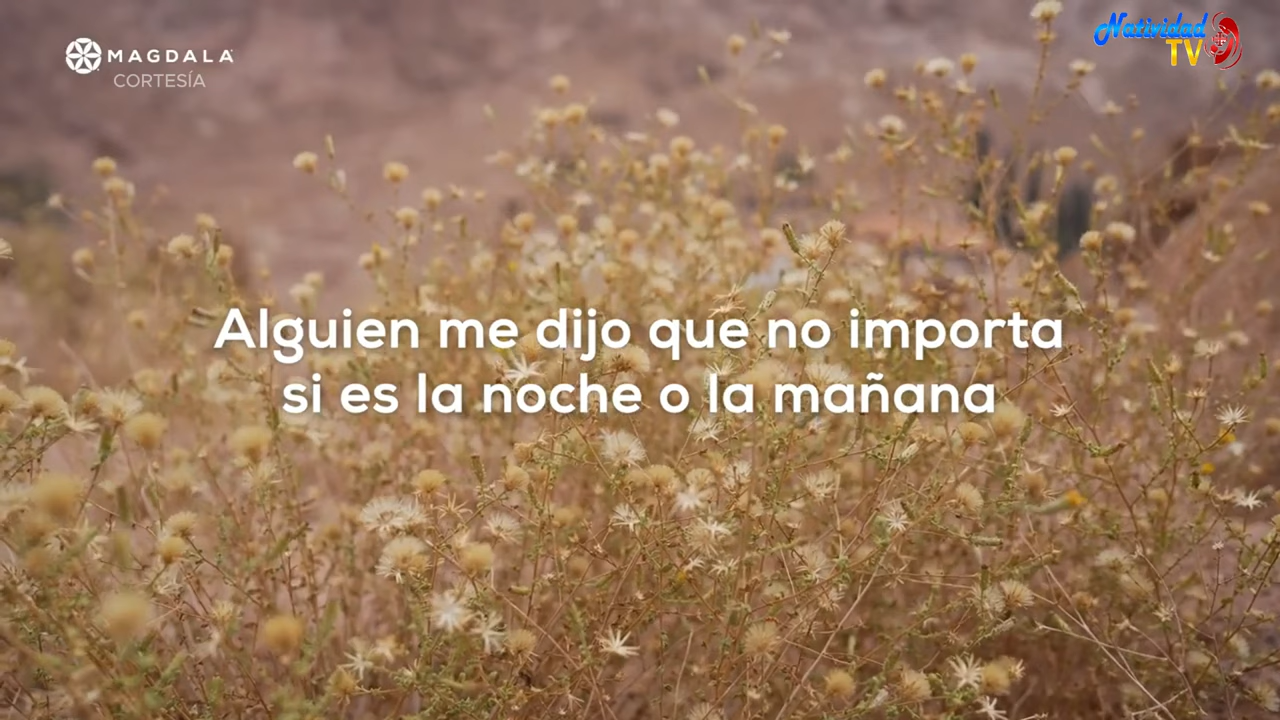 MAGDALA
CORTESÍA
Natividad
TV
Alguien me dijo que no importa
si es la noche o la mañana